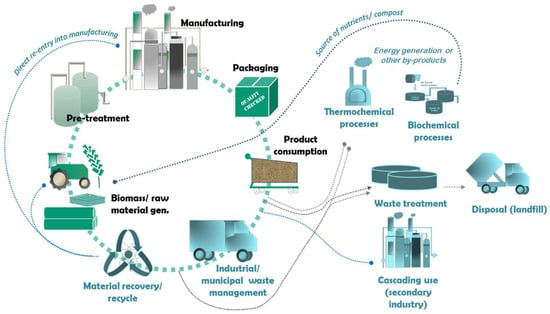 Manufacturing
Direct re-entry into manufacturing
Source of nutrients/ compost
Packaging
QUALITY
CHECKED
Pre-treatment
Energy generation or
other by-products
Thermochemical
processes
Biochemical
processes
Product
consumption
Biomass/ raw
material gen.
Waste treatment
Disposal (landfill)
Material recovery/
recycle
Industrial/
municipal waste
management
Cascading use
(secondary
industry)